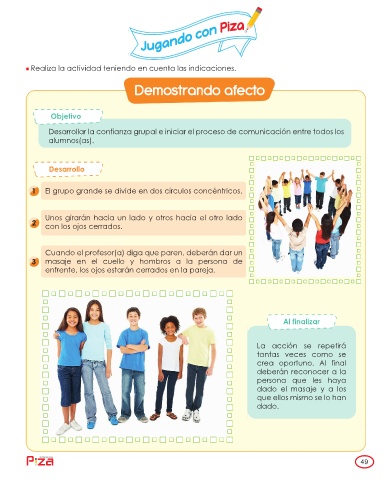 Jugando con Piza
Realiza la actividad teniendo en cuenta las indicaciones.
Demostrando afecto
Objetivo
Desarrollar la confianza grupal e iniciar el proceso de comunicación entre todos los
alumnos(as).
Desarrollo
1 El grupo grande se divide en dos círculos concéntricos.
2 Unos girarán hacia un lado y otros hacia el otro lado
con los ojos cerrados.
3 Cuando el profesor(a) diga que paren, deberán dar un
masaje en el cuello y hombros a la persona de
enfrente, los ojos estarán cerrados en la pareja.
Al finalizar
La acción se repetirá
tantas veces como se
crea oportuno. Al final
deberán reconocer a la
persona que les haya
dado el masaje y a los
que ellos mismo se lo han
dado.
Piza
49